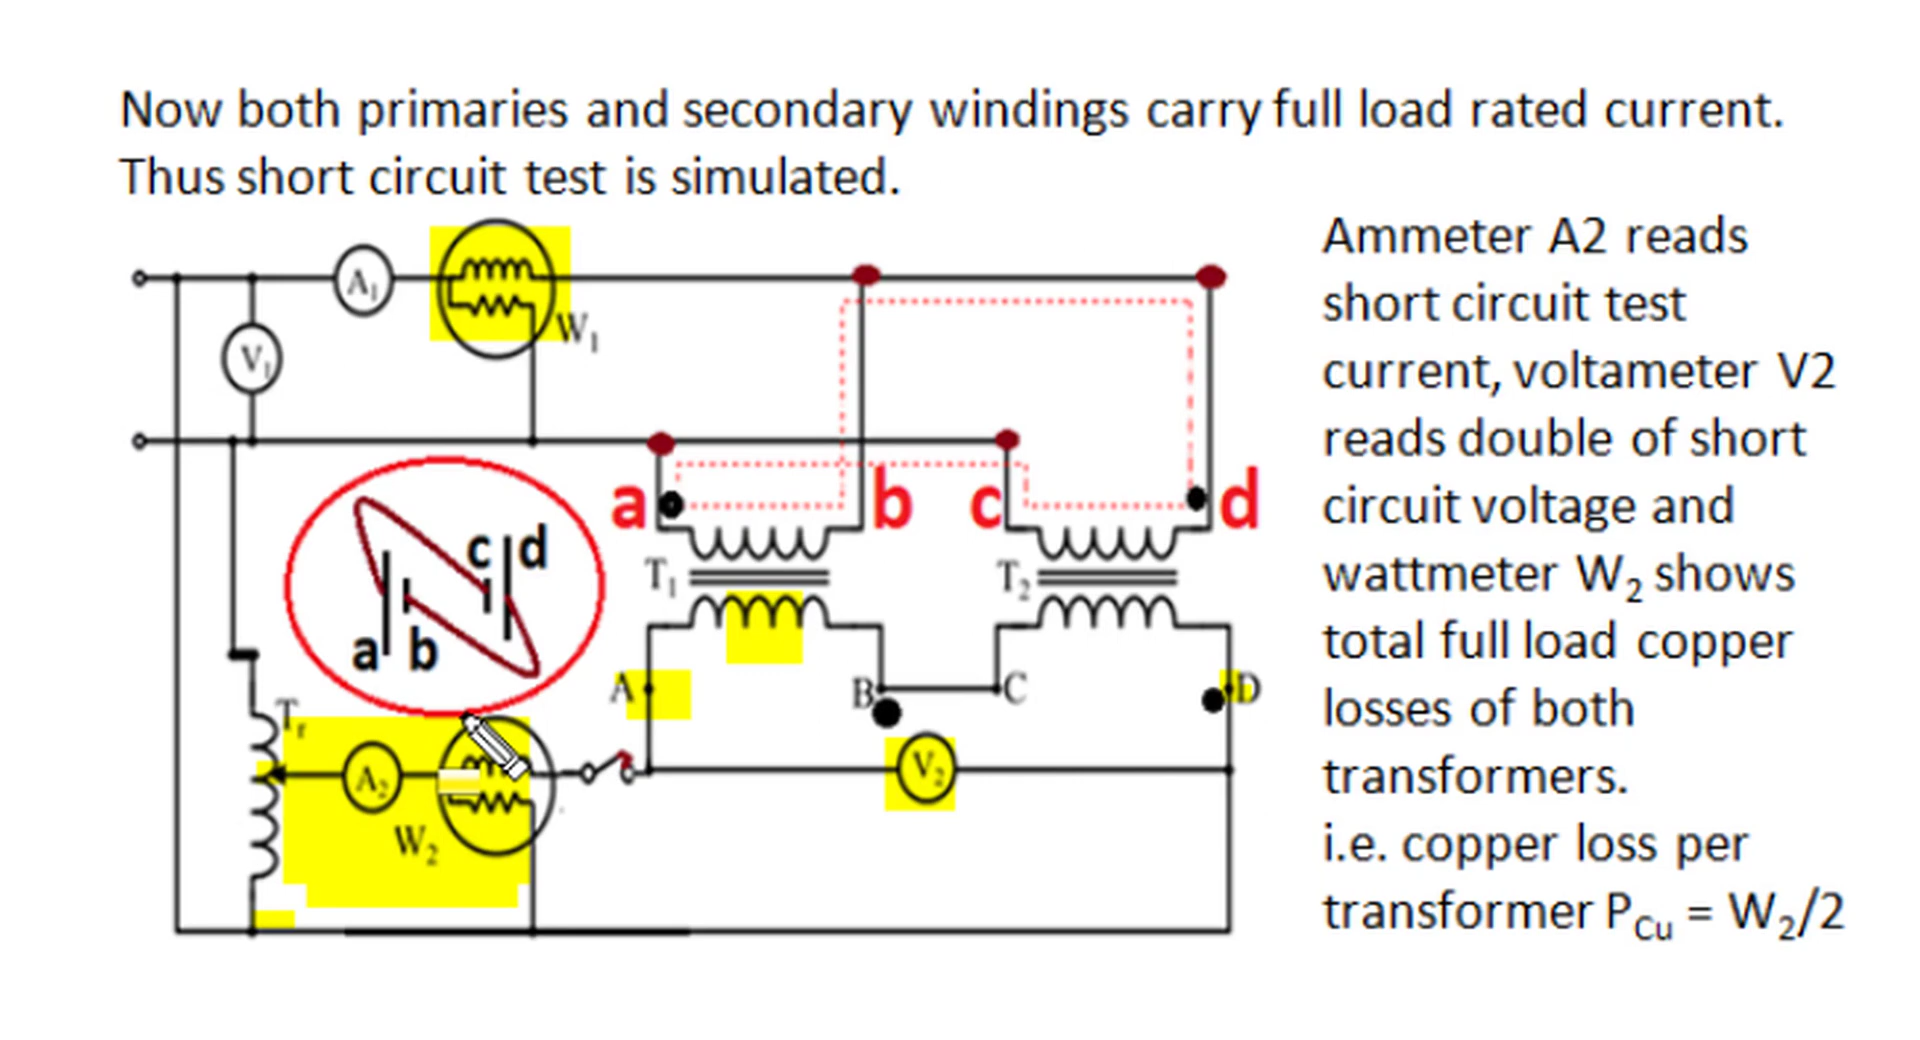 Now both primaries and secondary windings carry full load rated current.
Thus short circuit test is simulated.
Ammeter A2 reads
short circuit test
current, voltameter V2
reads double of short
circuit voltage and
wattmeter W₂ shows
total full load copper
losses of both
transformers.
i.e. copper loss per
transformer P_Cu = W₂/2
A₁
W₁
V₁
a b c d
c d
a b
T₁ T₂
A B C D
Tᵣ
A₂
V₂
W₂